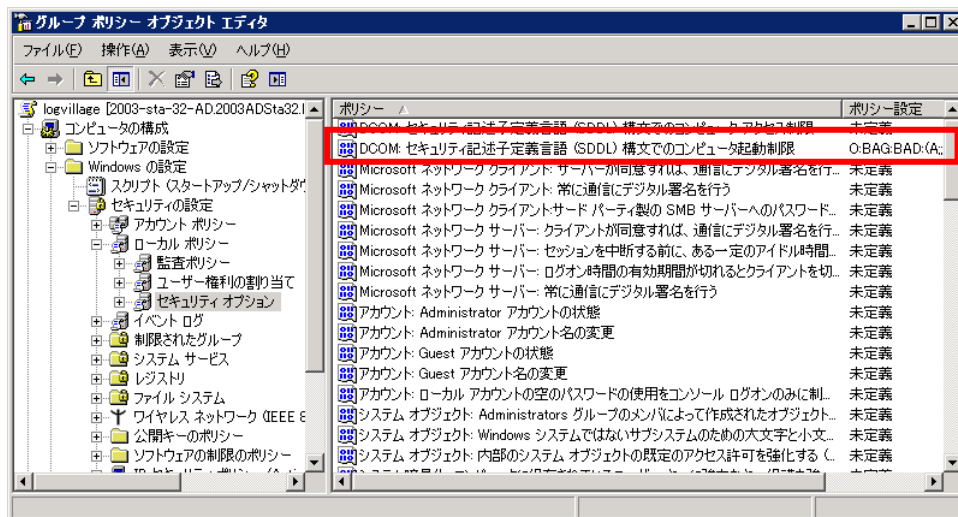 グループ ポリシー オブジェクト エディタ
ファイル(F) 操作(A) 表示(V) ヘルプ(H)
logvillage [2003-sta-32-AD.2003ADSta32.l
コンピュータの構成
ソフトウェアの設定
Windows の設定
スクリプト (スタートアップ/シャットダ
セキュリティの設定
アカウント ポリシー
ローカル ポリシー
監査ポリシー
ユーザー権利の割り当て
セキュリティ オプション
イベント ログ
制限されたグループ
システム サービス
レジストリ
ファイル システム
ワイヤレス ネットワーク (IEEE 8
公開キーのポリシー
ソフトウェアの制限のポリシー
ポリシー ポリシー設定
DCOM: セキュリティ記述子定義言語 (SDDL) 構文でのコンピュータ アクセス制限 未定義
DCOM: セキュリティ記述子定義言語 (SDDL) 構文でのコンピュータ起動制限 O:BAG:BAD:(A;;
Microsoft ネットワーク クライアント: サーバーが同意すれば、通信にデジタル署名を行... 未定義
Microsoft ネットワーク クライアント: 常に通信にデジタル署名を行う 未定義
Microsoft ネットワーク クライアント:サード パーティ製の SMB サーバーへのパスワード... 未定義
Microsoft ネットワーク サーバー: クライアントが同意すれば、通信にデジタル署名を行... 未定義
Microsoft ネットワーク サーバー: セッションを中断する前に、ある一定のアイドル時間... 未定義
Microsoft ネットワーク サーバー: ログオン時間の有効期間が切れるとクライアントを切... 未定義
Microsoft ネットワーク サーバー: 常に通信にデジタル署名を行う 未定義
アカウント: Administrator アカウントの状態 未定義
アカウント: Administrator アカウント名の変更 未定義
アカウント: Guest アカウントの状態 未定義
アカウント: Guest アカウント名の変更 未定義
アカウント: ローカル アカウントの空のパスワードの使用をコンソール ログオンのみに制... 未定義
システム オブジェクト: Administrators グループのメンバによって作成されたオブジェクト... 未定義
システム オブジェクト: Windows システムではないサブシステムのための大文字と小文... 未定義
システム オブジェクト: 内部のシステム オブジェクトの既定のアクセス許可を強化する (... 未定義